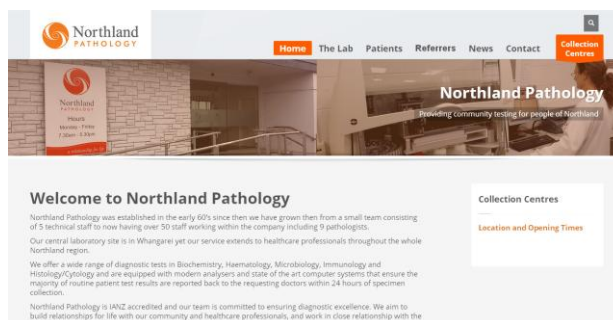 Northland
PATHOLOGY
Home The Lab Patients Referrers News Contact Collection
Centres
Northland
PATHOLOGY
Hours
Monday - Friday
Northland Pathology
Providing community testing for people of Northland
Welcome to Northland Pathology
Northland Pathology was established in the early 60's since then we have grown then from a small team consisting
of 5 technical staff to now having over 50 staff working within the company including 9 pathologists.
Our central laboratory site is in Whangarei yet our service extends to healthcare professionals throughout the whole
Northland region.
We offer a wide range of diagnostic tests in Biochemistry, Haematology, Microbiology, Immunology and
Histology/Cytology and are equipped with modern analysers and state of the art computer systems that ensure the
majority of routine patient test results are reported back to the requesting doctors within 24 hours of specimen
collection.
Northland Pathology is IANZ accredited and our team is committed to ensuring diagnostic excellence. We aim to
build relationships for life with our community and healthcare professionals, and work in close relationship with the
Collection Centres
Location and Opening Times